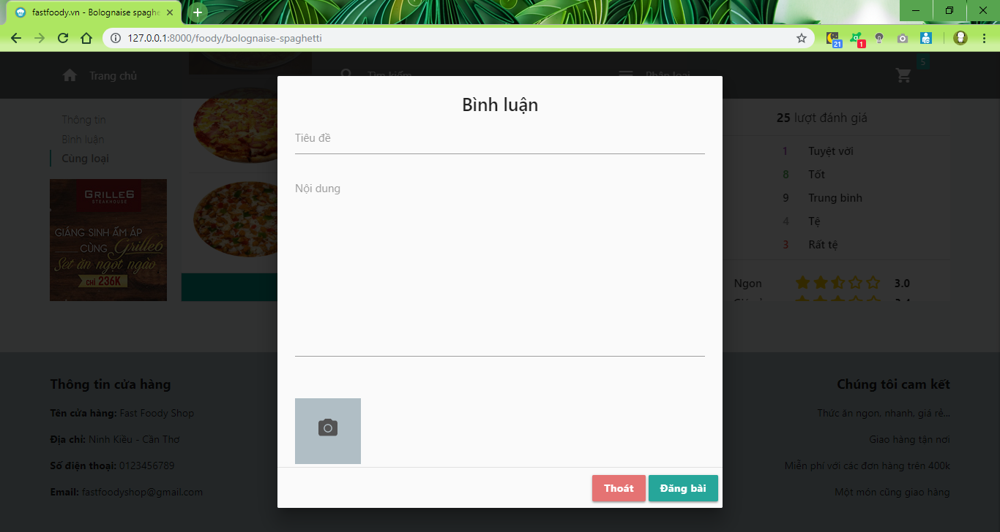 fastfoody.vn - Bolognaise spaghe
127.0.0.1:8000/foody/bolognaise-spaghetti
21
1
Trang chủ
Tìm kiếm
Phân loại
5
Thông tin
Bình luận
Cùng loại
GRILLE6
STEAKHOUSE
GIÁNG SINH ẤM ÁP
CÙNG Grille6
Set ăn ngọt ngào
CHỈ 236K
Bình luận
Tiêu đề
Nội dung
Thoát
Đăng bài
25 lượt đánh giá
1 Tuyệt vời
8 Tốt
9 Trung bình
4 Tệ
3 Rất tệ
Ngon 3.0
Thông tin cửa hàng
Tên cửa hàng: Fast Foody Shop
Địa chỉ: Ninh Kiều - Cần Thơ
Số điện thoại: 0123456789
Email: fastfoodyshop@gmail.com
Chúng tôi cam kết
Thức ăn ngon, nhanh, giá rẻ...
Giao hàng tận nơi
Miễn phí với các đơn hàng trên 400k
Một món cũng giao hàng